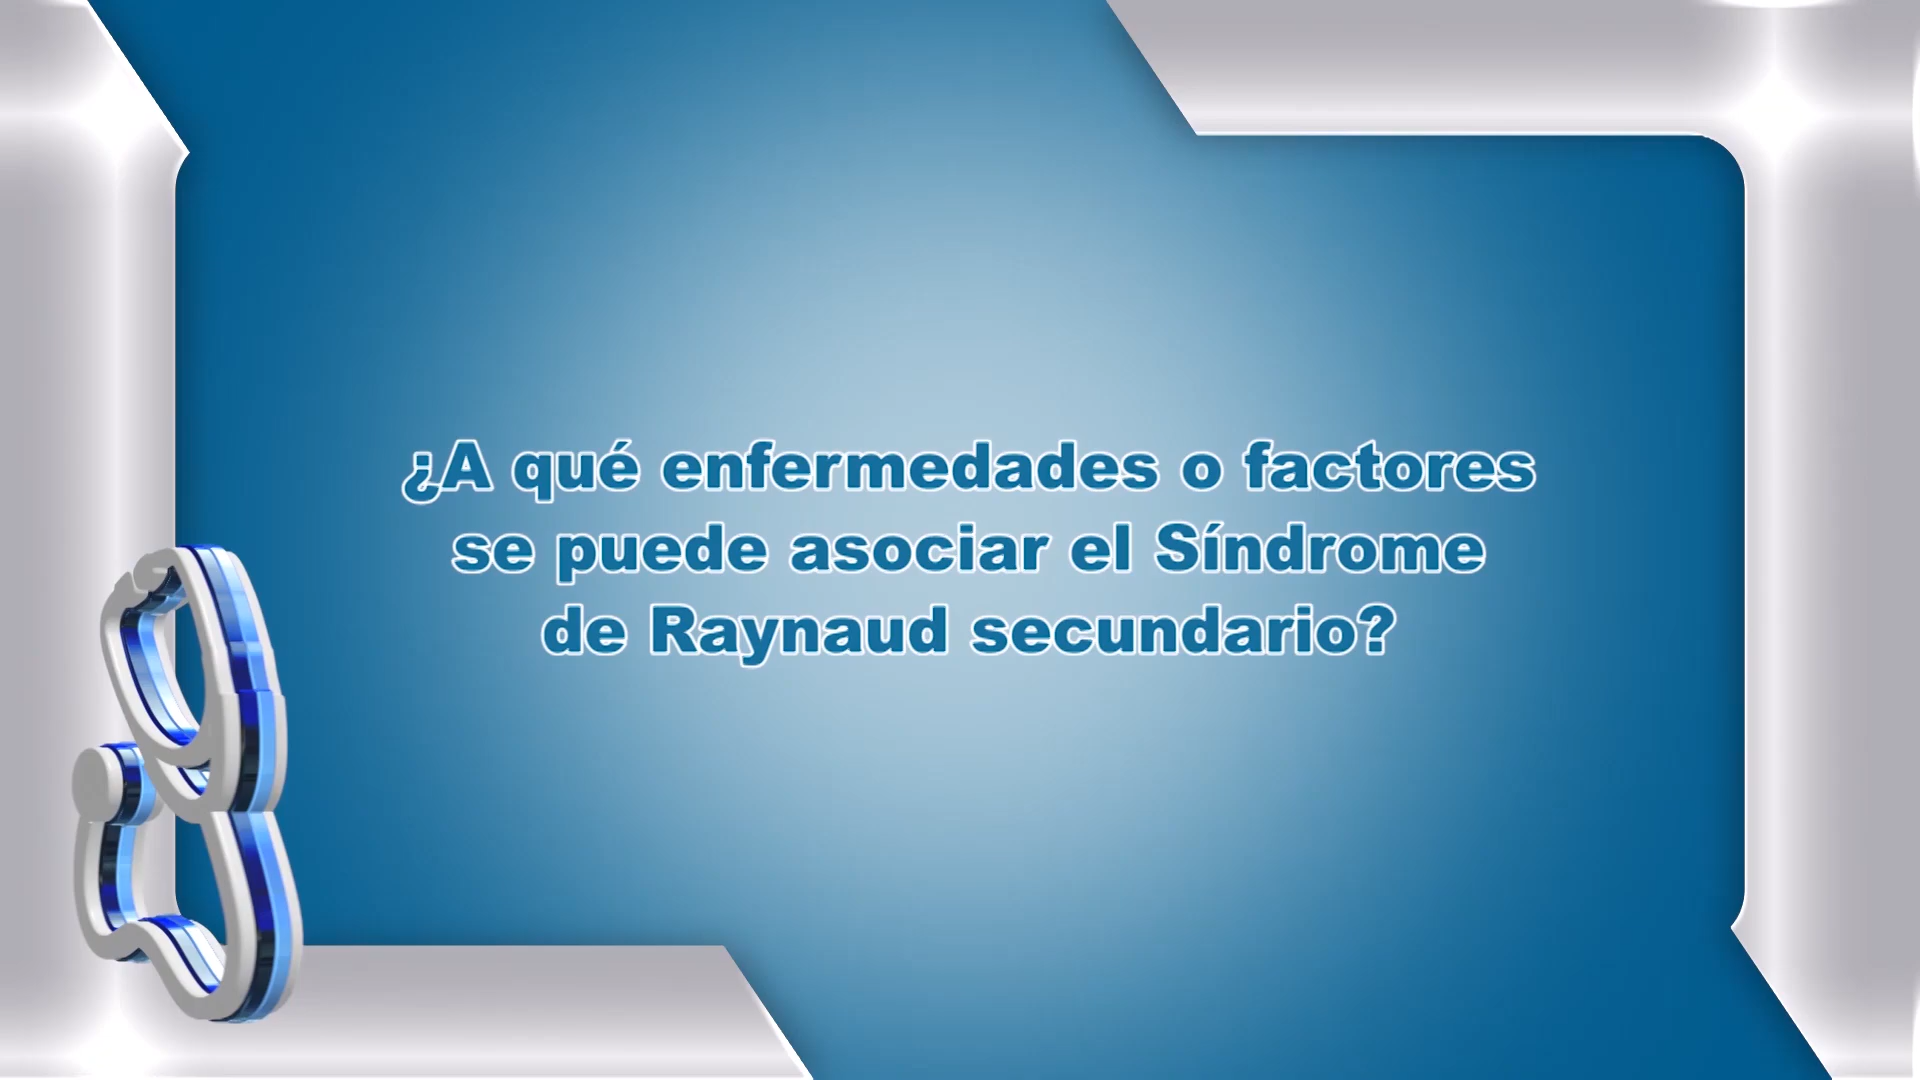 ¿A qué enfermedades o factores
se puede asociar el Síndrome
de Raynaud secundario?